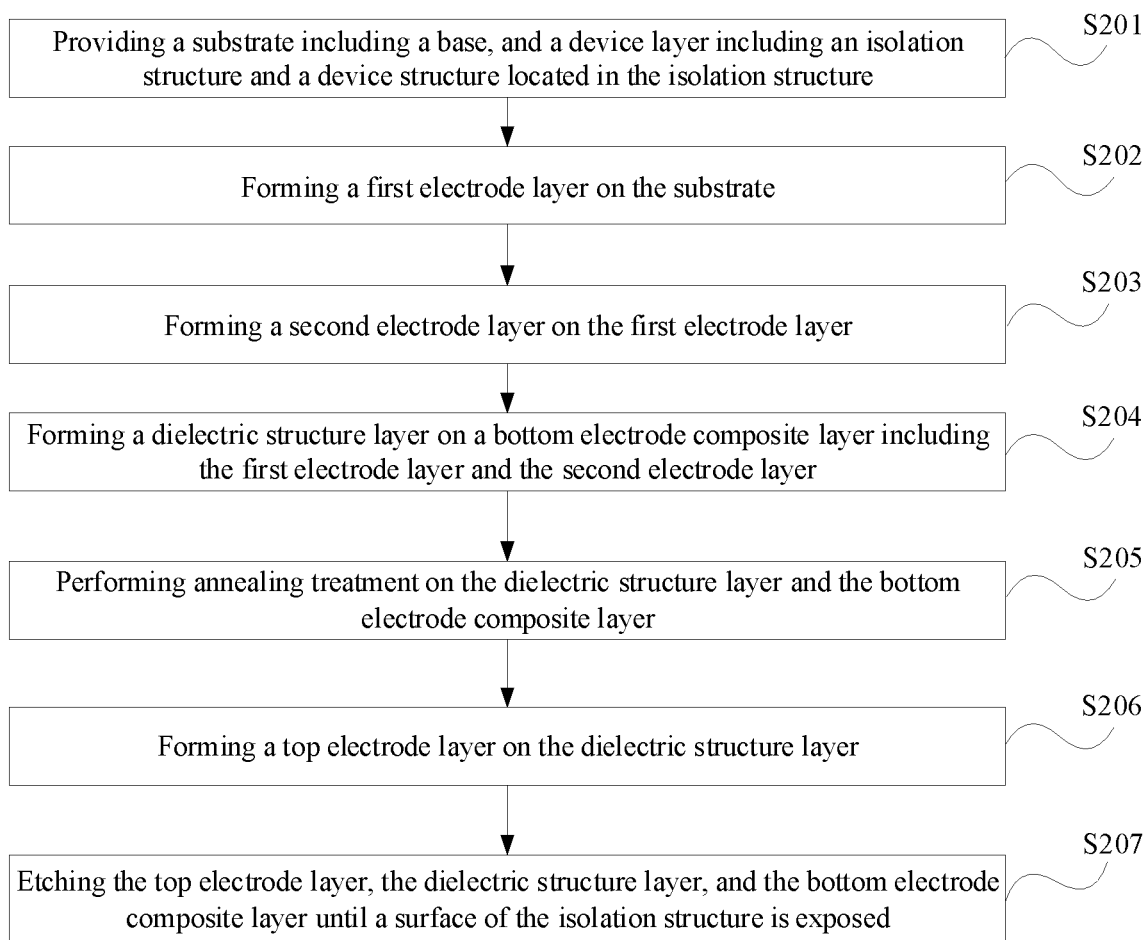 S201
Providing a substrate including a base, and a device layer including an isolation
structure and a device structure located in the isolation structure
S202
Forming a first electrode layer on the substrate
S203
Forming a second electrode layer on the first electrode layer
S204
Forming a dielectric structure layer on a bottom electrode composite layer including
the first electrode layer and the second electrode layer
S205
Performing annealing treatment on the dielectric structure layer and the bottom
electrode composite layer
S206
Forming a top electrode layer on the dielectric structure layer
S207
Etching the top electrode layer, the dielectric structure layer, and the bottom electrode
composite layer until a surface of the isolation structure is exposed